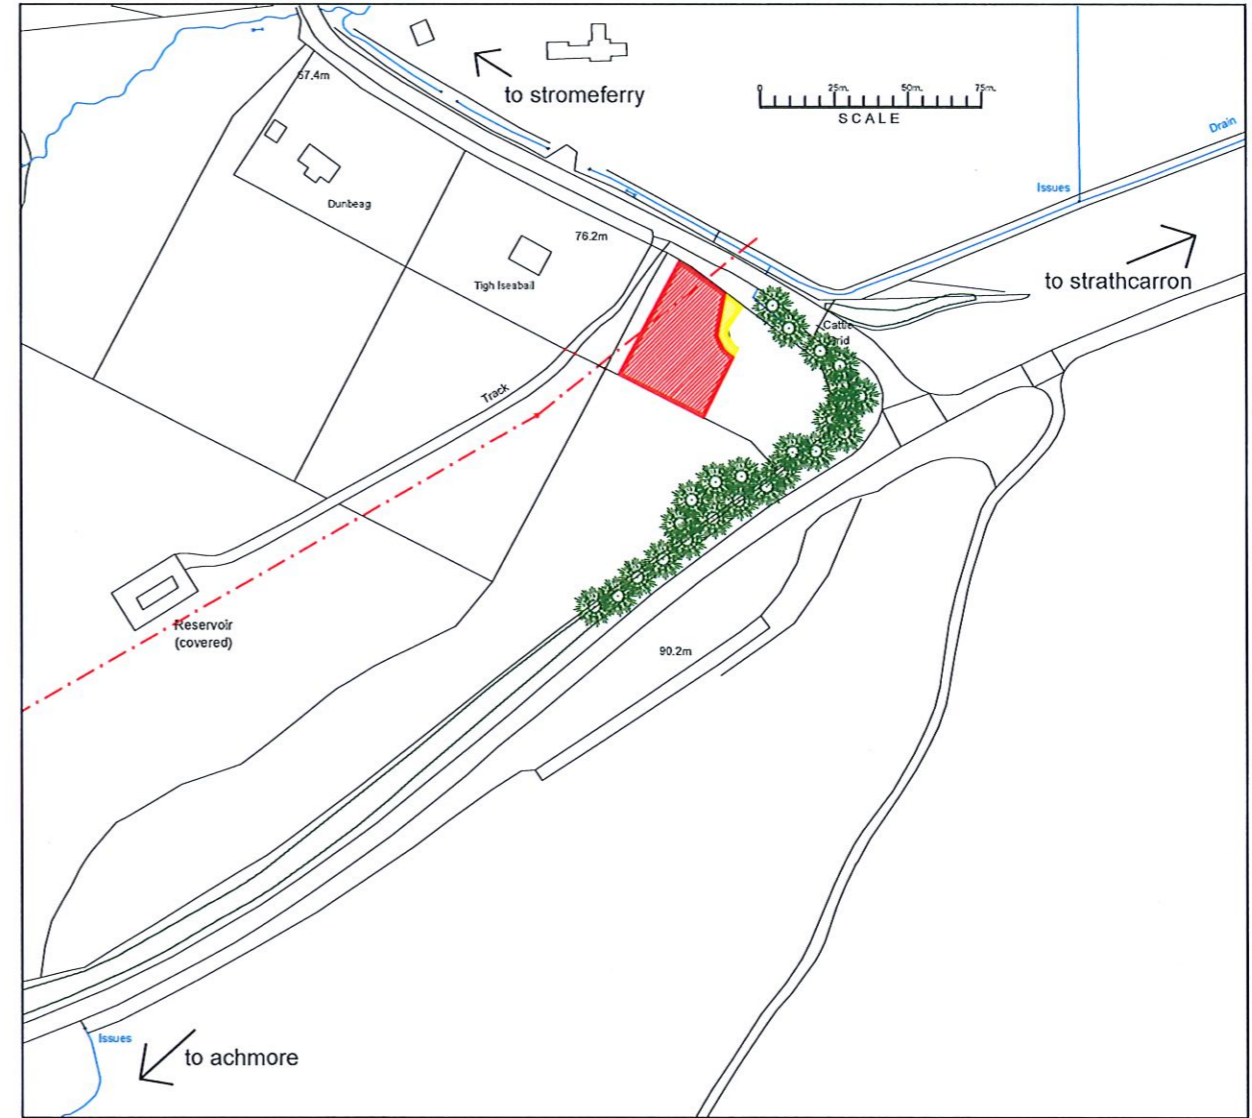 67.4m
to stromeferry
0 25m. 50m. 75m.
SCALE
Drain
Issues
Dunbeag
76.2m
Tigh Iseabail
to strathcarron
Cattle
Grid
Track
Reservoir
(covered)
90.2m
Issues
to achmore